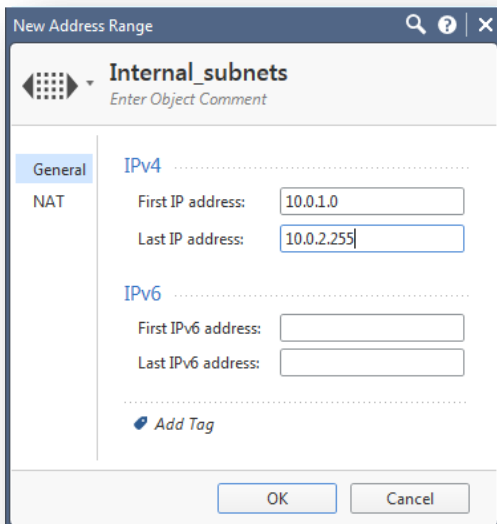 New Address Range
Internal_subnets
Enter Object Comment
General
NAT
IPv4
First IP address: 10.0.1.0
Last IP address: 10.0.2.255
IPv6
First IPv6 address:
Last IPv6 address:
Add Tag
OK Cancel